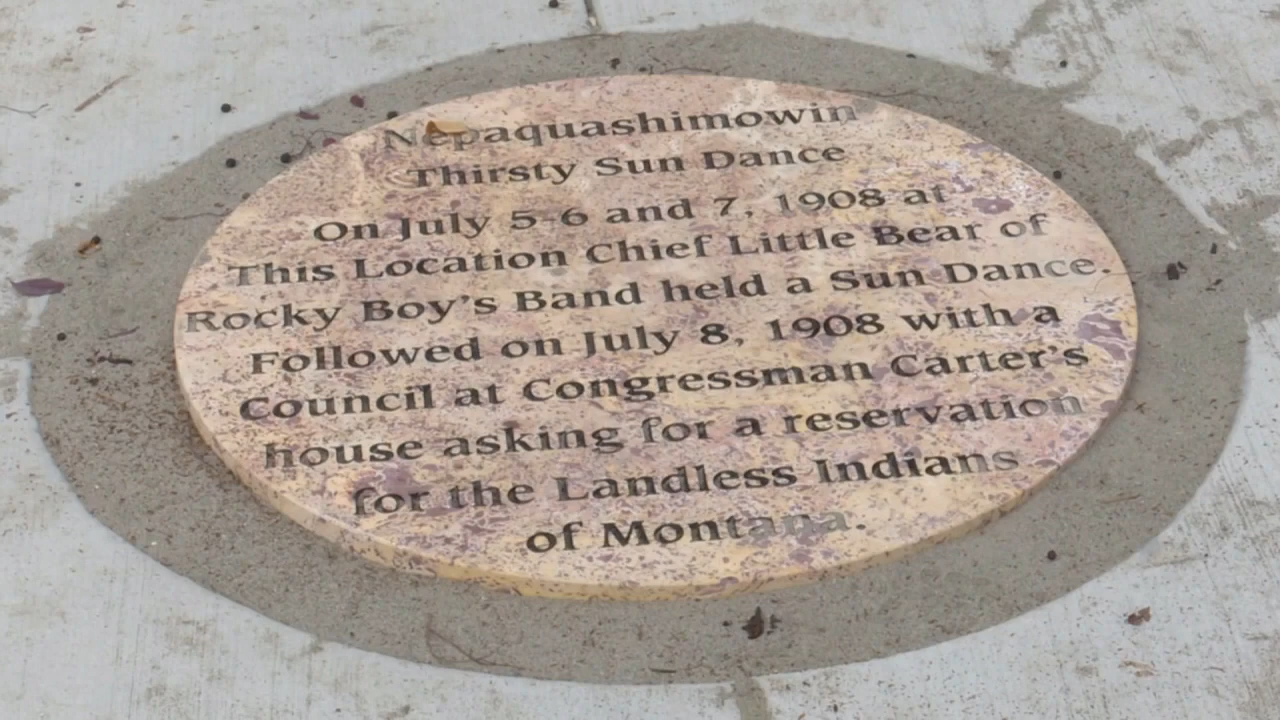 Nepaquashimowin
Thirsty Sun Dance
On July 5-6 and 7, 1908 at
This Location Chief Little Bear of
Rocky Boy's Band held a Sun Dance.
Followed on July 8, 1908 with a
Council at Congressman Carter's
house asking for a reservation
for the Landless Indians
of Montana.